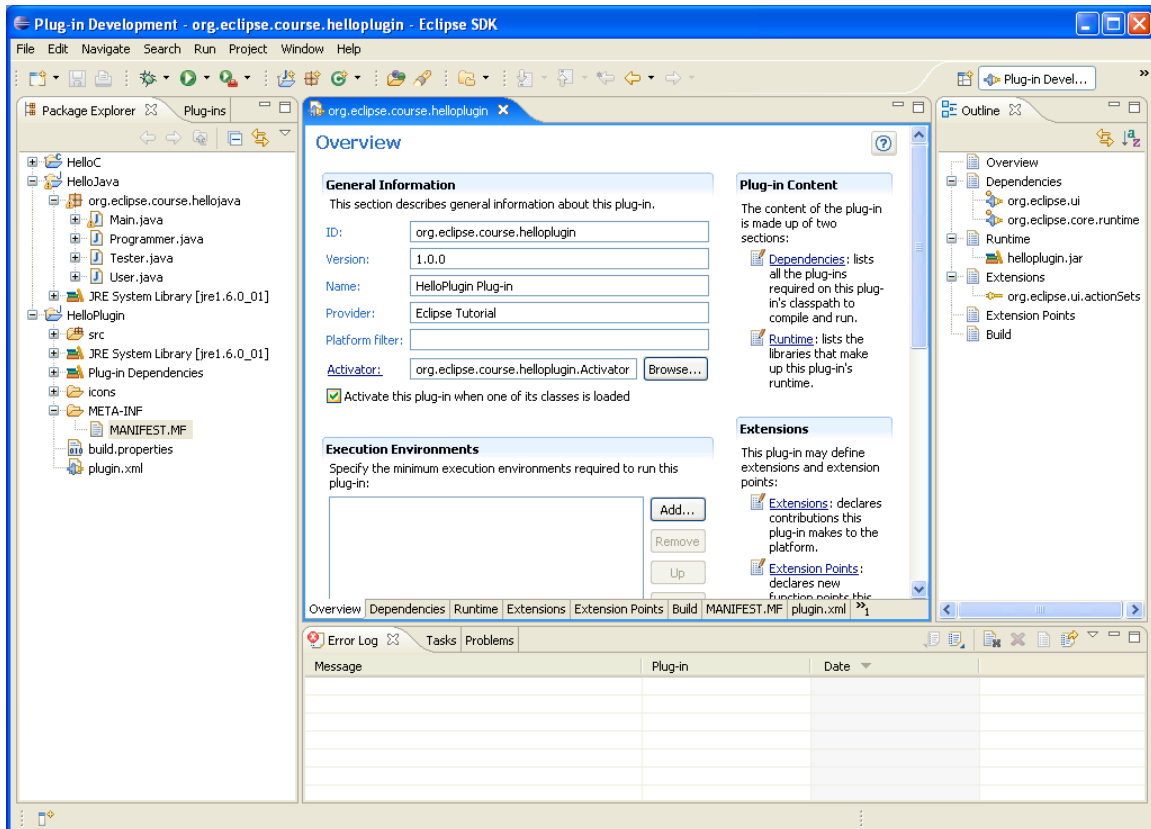 Plug-in Development - org.eclipse.course.helloplugin - Eclipse SDK
File Edit Navigate Search Run Project Window Help
Plug-in Devel...
»
Package Explorer
Plug-ins
HelloC
HelloJava
org.eclipse.course.hellojava
Main.java
Programmer.java
Tester.java
User.java
JRE System Library [jre1.6.0_01]
HelloPlugin
src
JRE System Library [jre1.6.0_01]
Plug-in Dependencies
icons
META-INF
MANIFEST.MF
build.properties
plugin.xml
org.eclipse.course.helloplugin
Overview
General Information
This section describes general information about this plug-in.
ID: org.eclipse.course.helloplugin
Version: 1.0.0
Name: HelloPlugin Plug-in
Provider: Eclipse Tutorial
Platform filter:
Activator: org.eclipse.course.helloplugin.Activator Browse...
Activate this plug-in when one of its classes is loaded
Execution Environments
Specify the minimum execution environments required to run this
plug-in:
Add...
Remove
Up
Plug-in Content
The content of the plug-in
is made up of two
sections:
Dependencies: lists
all the plug-ins
required on this plug-
in's classpath to
compile and run.
Runtime: lists the
libraries that make
up this plug-in's
runtime.
Extensions
This plug-in may define
extensions and extension
points:
Extensions: declares
contributions this
plug-in makes to the
platform.
Extension Points:
declares new
function points this
Overview Dependencies Runtime Extensions Extension Points Build MANIFEST.MF plugin.xml »1
Outline
Overview
Dependencies
org.eclipse.ui
org.eclipse.core.runtime
Runtime
helloplugin.jar
Extensions
org.eclipse.ui.actionSets
Extension Points
Build
Error Log Tasks Problems
Message Plug-in Date